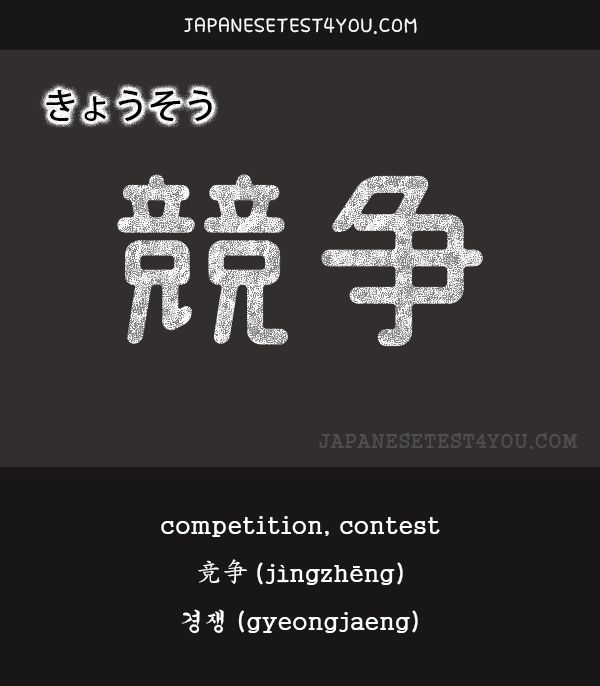 JAPANESETEST4YOU.COM
きょうそう
競争
JAPANESETEST4YOU.COM
competition, contest
竞争 (jìngzhēng)
경쟁 (gyeongjaeng)